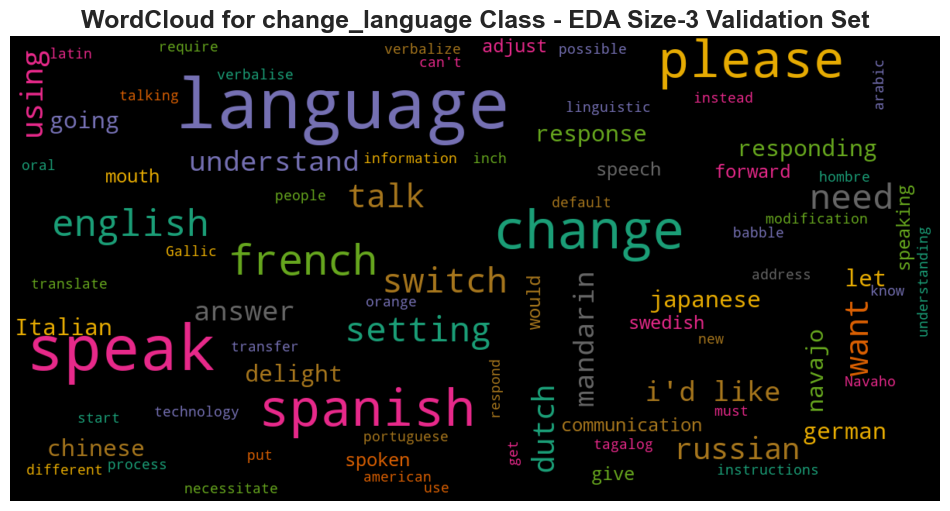 WordCloud for change_language Class - EDA Size-3 Validation Set
latin
require
verbalize
can't
adjust
possible
please
using
talking
verbalise
language
going
linguistic
instead
arabic
response
responding
oral
mouth
understand
information
inch
speech
forward
hombre
need
people
talk
default
modification
english
change
babble
speaking
Gallic
french
translate
switch
address
let
know
understanding
orange
would
mandarin
japanese
answer
Italian
setting
swedish
new
want
speak
transfer
delight
respond
i'd like
navajo
Navaho
start
technology
spanish
dutch
communication
must
german
chinese
portuguese
get
tagalog
russian
different
process
put
spoken
american
use
give
instructions
necessitate